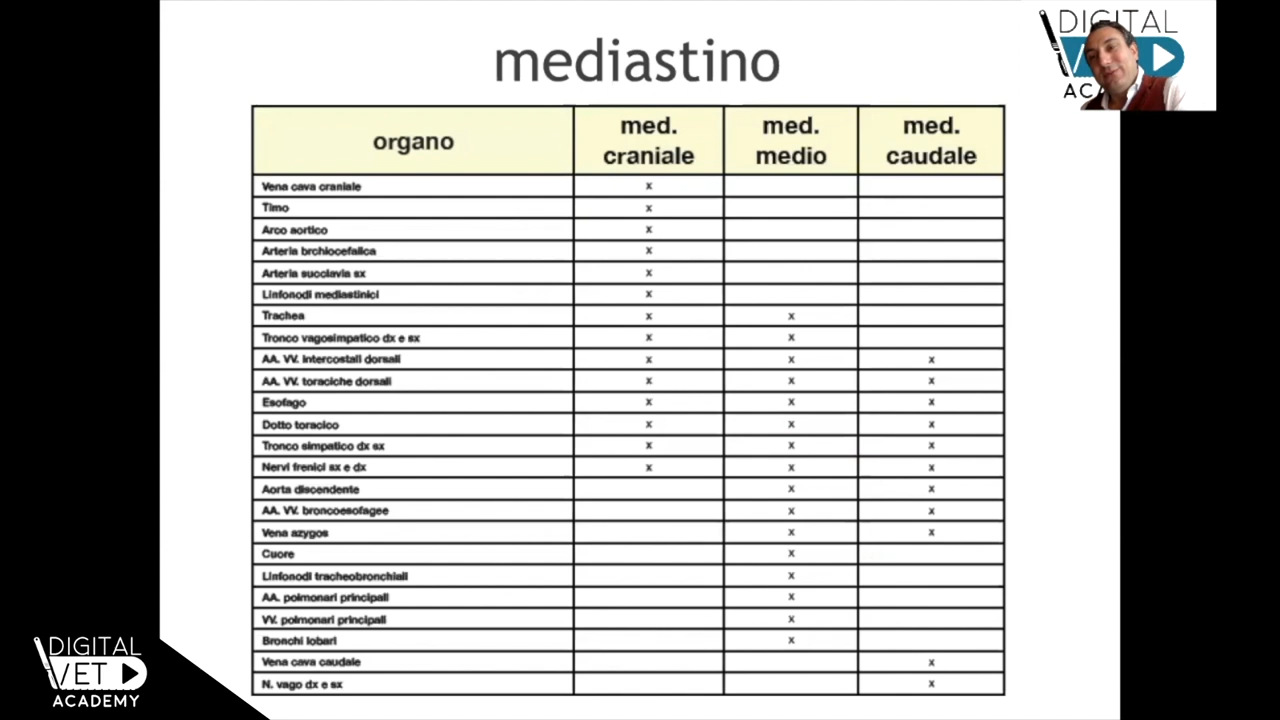 mediastino
DIGITAL
V
ACA
organo med. craniale med. medio med. caudale
Vena cava craniale x
Timo x
Arco aortico x
Arteria brchiocefalica x
Arteria succlavia sx x
Linfonodi mediastinici x
Trachea x x
Tronco vagosimpatico dx e sx x x
AA. VV. intercostali dorsali x x x
AA. VV. toraciche dorsali x x x
Esofago x x x
Dotto toracico x x x
Tronco simpatico dx sx x x x
Nervi frenici sx e dx x x x
Aorta discendente x x
AA. VV. broncoesofagee x x
Vena azygos x x
Cuore x
Linfonodi tracheobronchiali x
AA. polmonari principali x
VV. polmonari principali x
Bronchi lobari x
Vena cava caudale x
N. vago dx e sx x
DIGITAL
VET
ACADEMY